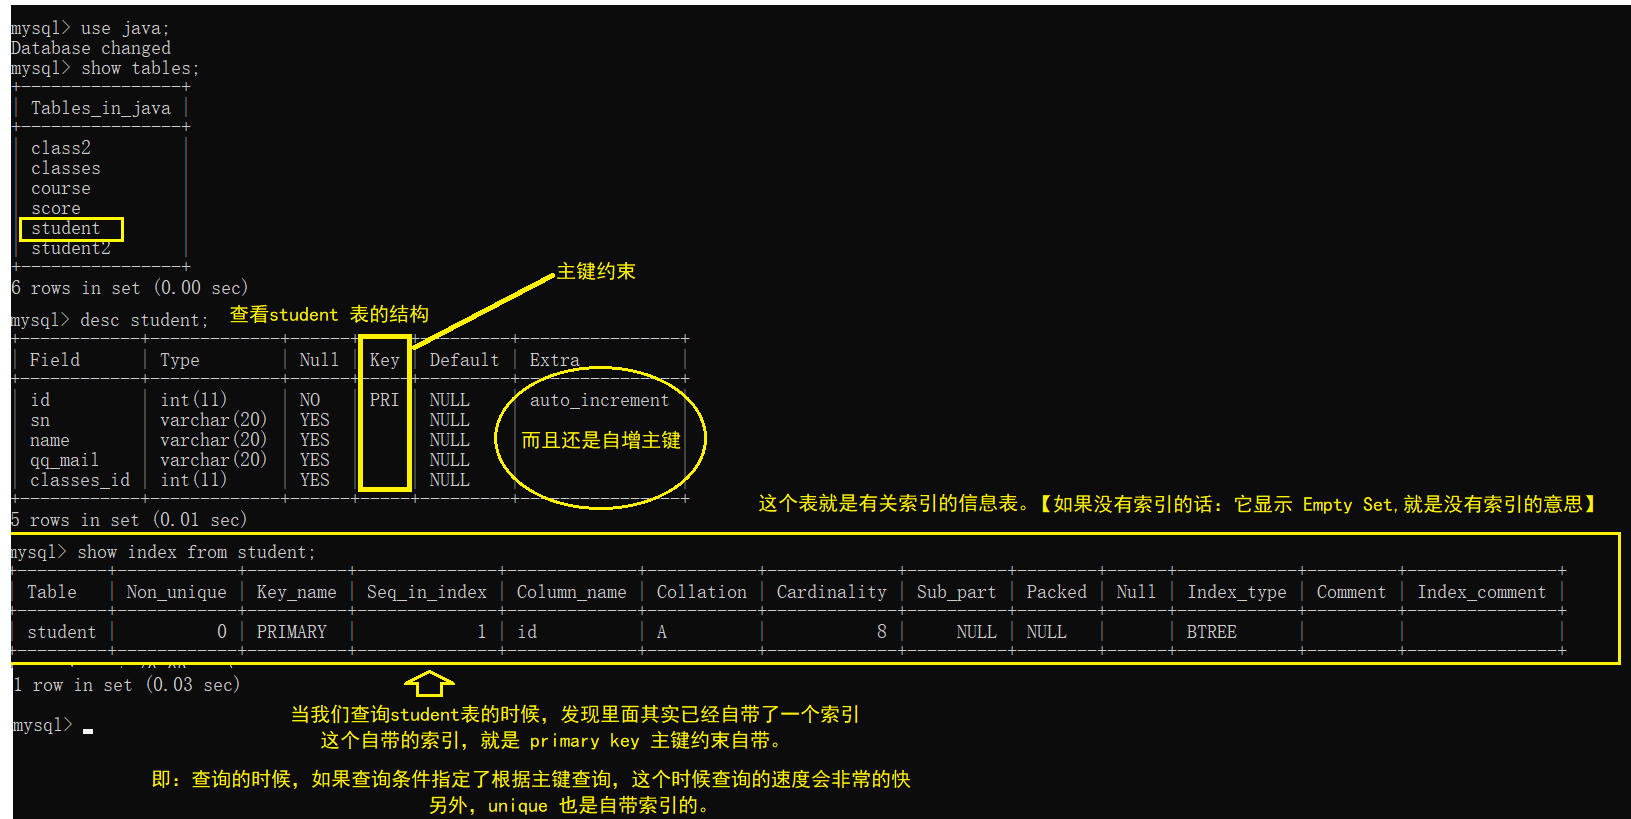 mysql> use java;
Database changed
mysql> show tables;
+----------------+
| Tables_in_java |
+----------------+
| class2         |
| classes        |
| course         |
| score          |
| student        |
| student2       |
+----------------+
6 rows in set (0.00 sec)
主键约束
mysql> desc student; 查看student 表的结构
+------------+-------------+------+-----+---------+----------------+
| Field      | Type        | Null | Key | Default | Extra          |
+------------+-------------+------+-----+---------+----------------+
| id         | int(11)     | NO   | PRI | NULL    | auto_increment |
| sn         | varchar(20) | YES  |     | NULL    |                |
| name       | varchar(20) | YES  |     | NULL    | 而且还是自增主键 |
| qq_mail    | varchar(20) | YES  |     | NULL    |                |
| classes_id | int(11)     | YES  |     | NULL    |                |
+------------+-------------+------+-----+---------+----------------+
这个表就是有关索引的信息表。【如果没有索引的话：它显示 Empty Set,就是没有索引的意思】
5 rows in set (0.01 sec)
mysql> show index from student;
+---------+------------+----------+--------------+-------------+-----------+-------------+----------+--------+------+------------+---------+---------------+
| Table   | Non_unique | Key_name | Seq_in_index | Column_name | Collation | Cardinality | Sub_part | Packed | Null | Index_type | Comment | Index_comment |
+---------+------------+----------+--------------+-------------+-----------+-------------+----------+--------+------+------------+---------+---------------+
| student |          0 | PRIMARY  |            1 | id          | A         |           8 |     NULL | NULL   |      | BTREE      |         |               |
+---------+------------+----------+--------------+-------------+-----------+-------------+----------+--------+------+------------+---------+---------------+
1 row in set (0.03 sec)
当我们查询student表的时候，发现里面其实已经自带了一个索引
mysql>
这个自带的索引，就是 primary key 主键约束自带。
即：查询的时候，如果查询条件指定了根据主键查询，这个时候查询的速度会非常的快
另外，unique 也是自带索引的。